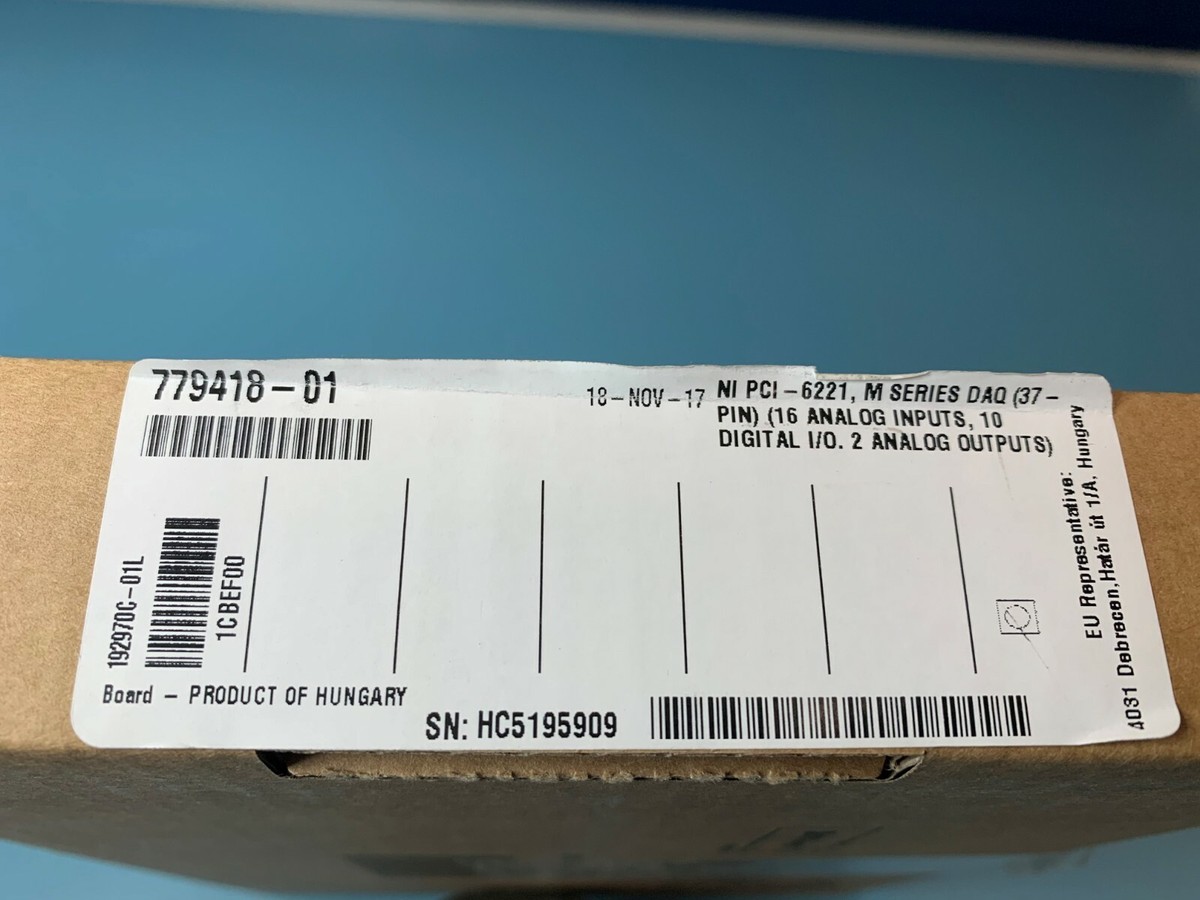 779418-01
18-NOV-17
NI PCI-6221, M SERIES DAQ (37-
PIN) (16 ANALOG INPUTS, 10
DIGITAL I/O. 2 ANALOG OUTPUTS)
192970C-01L
1CBEF00
EU Representative:
4031 Debrecen, Határ út 1/A, Hungary
Board - PRODUCT OF HUNGARY
SN: HC5195909